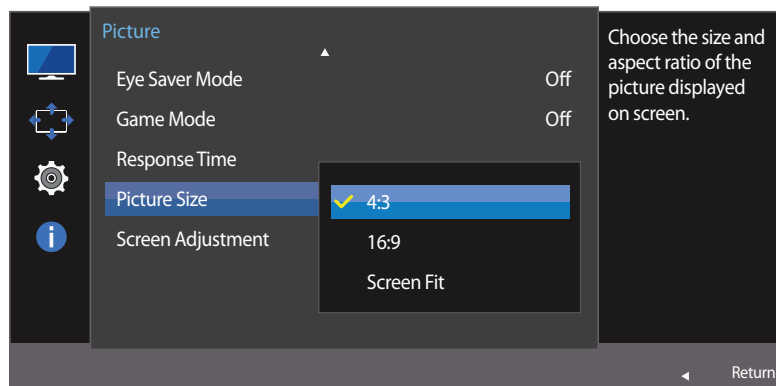 Picture
Eye Saver Mode Off
Game Mode Off
Response Time
Picture Size
Screen Adjustment
4:3
16:9
Screen Fit
Choose the size and
aspect ratio of the
picture displayed
on screen.
Return